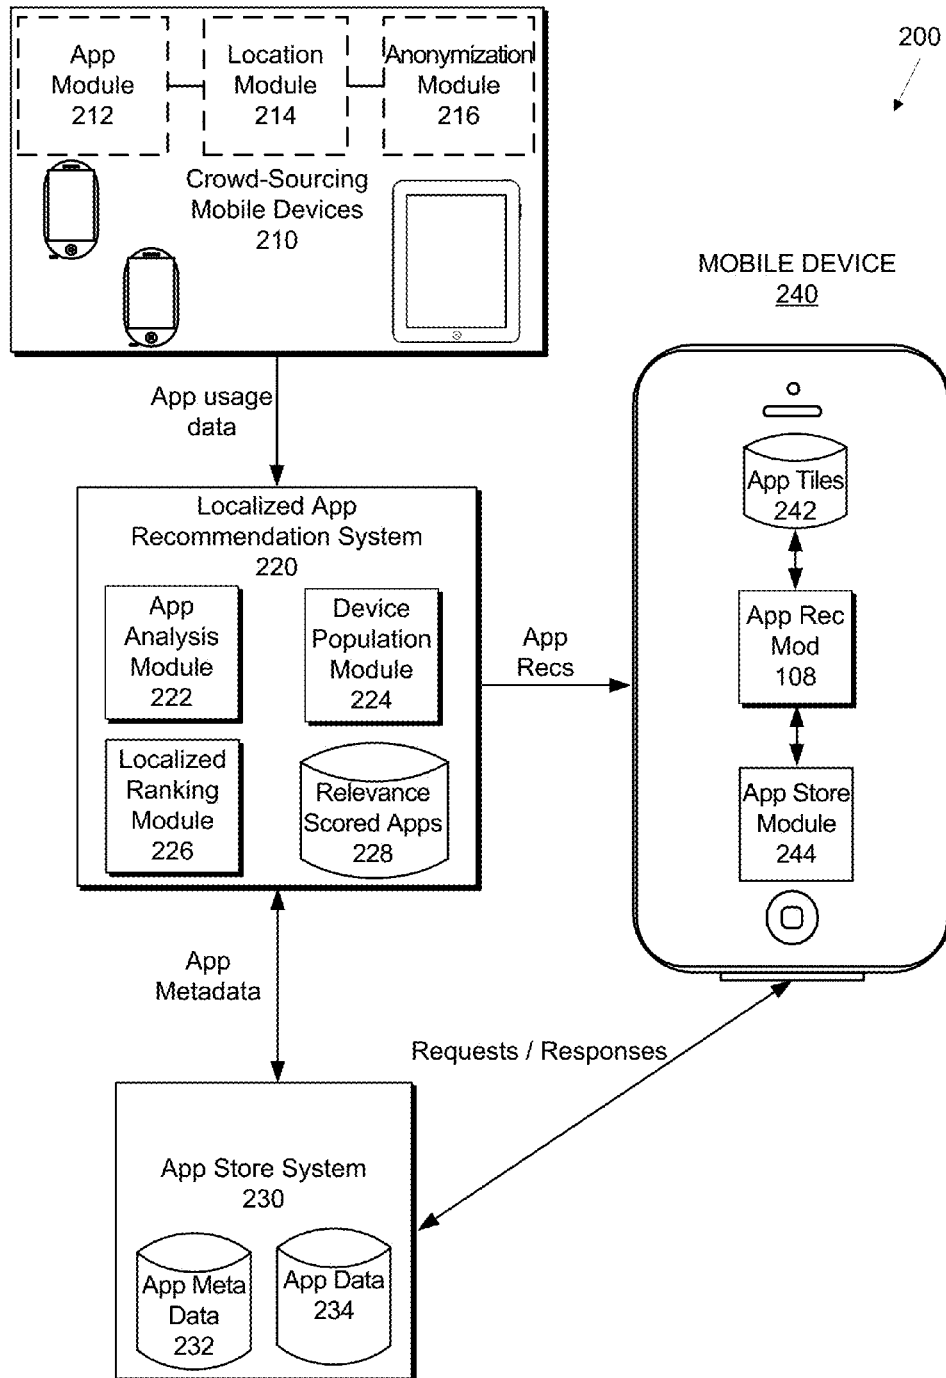 200
App
Module
212
Location
Module
214
Anonymization
Module
216
Crowd-Sourcing
Mobile Devices
210
App usage
data
Localized App
Recommendation System
220
App
Analysis
Module
222
Device
Population
Module
224
Localized
Ranking
Module
226
Relevance
Scored Apps
228
App
Recs
MOBILE DEVICE
240
App Tiles
242
App Rec
Mod
108
App Store
Module
244
App
Metadata
Requests / Responses
App Store System
230
App Meta
Data
232
App Data
234